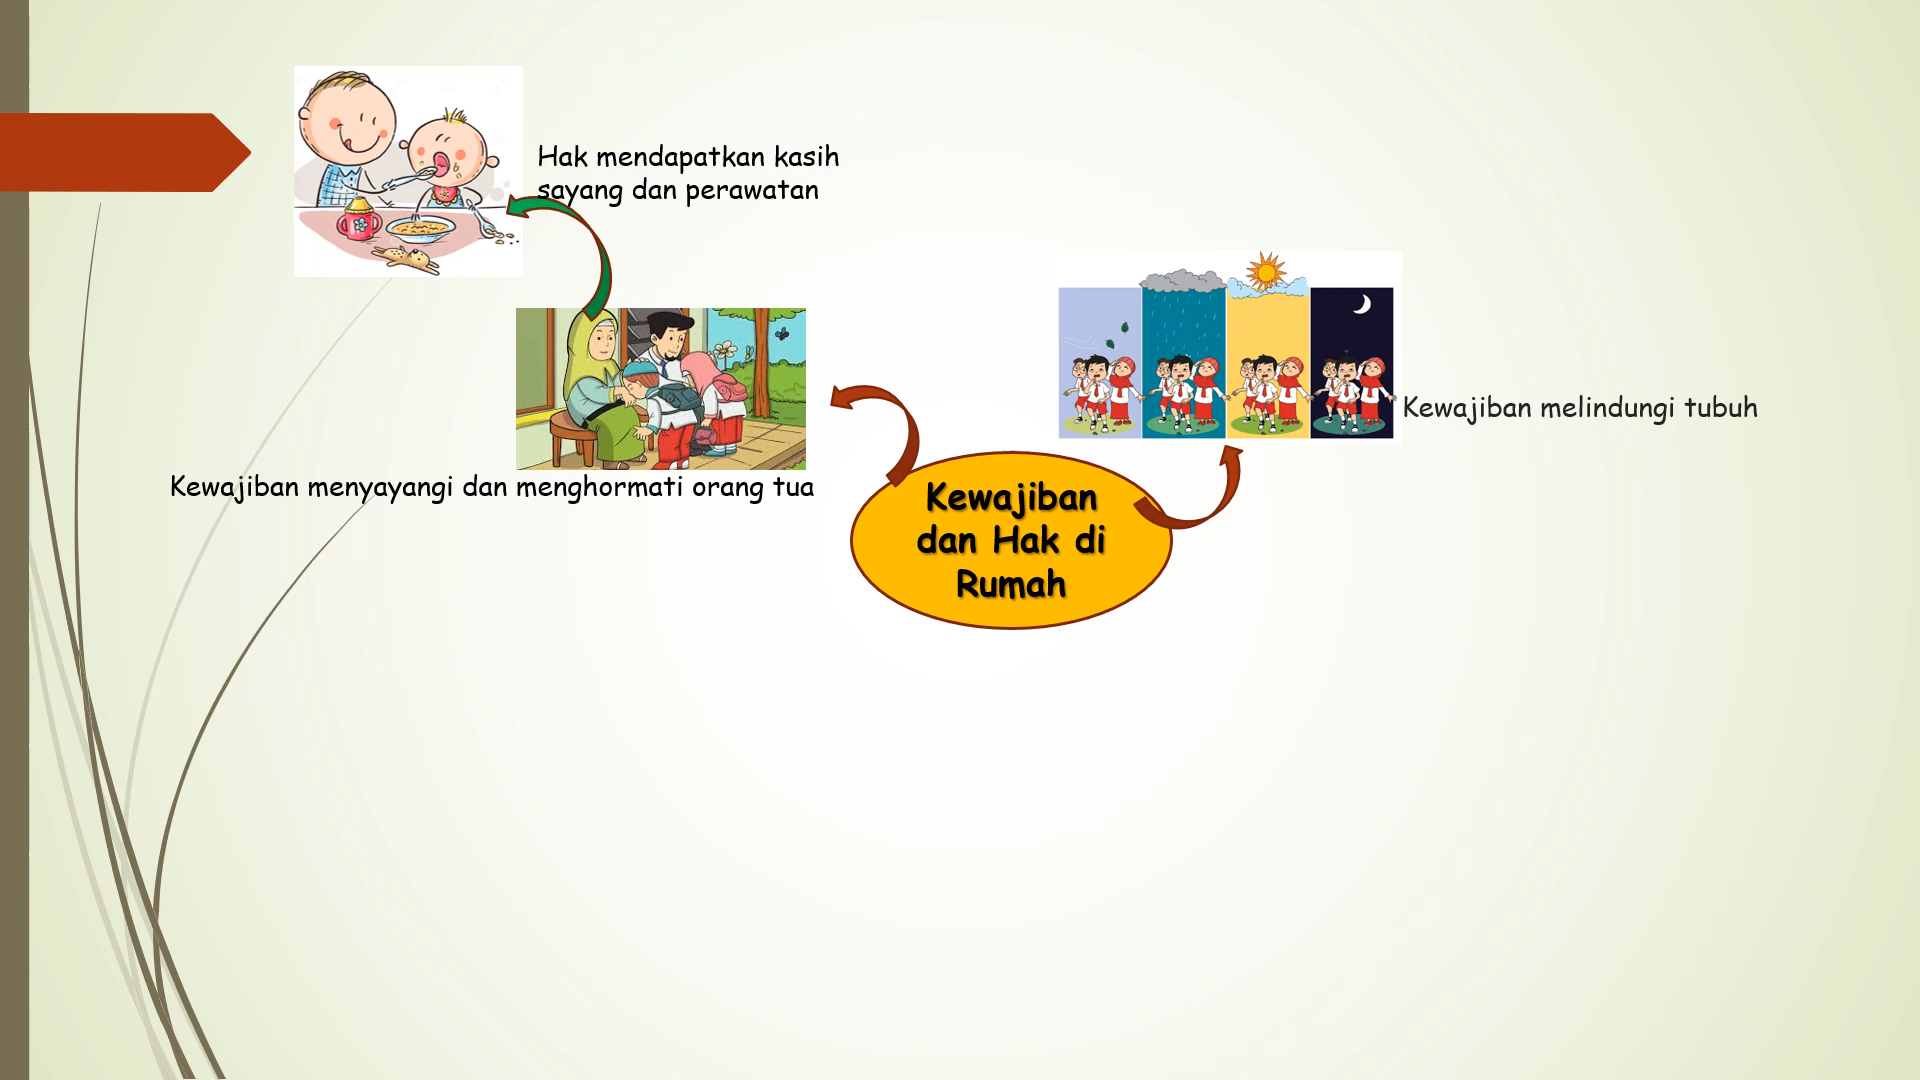 Hak mendapatkan kasih
sayang dan perawatan
Kewajiban melindungi tubuh
Kewajiban menyayangi dan menghormati orang tua
Kewajiban
dan Hak di
Rumah